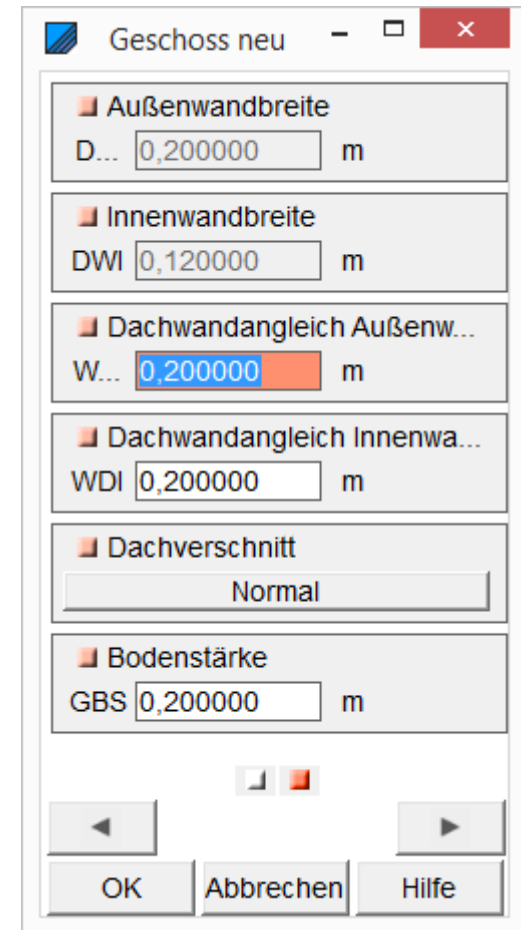 Geschoss neu
Außenwandbreite
D... 0,200000 m
Innenwandbreite
DWI 0,120000 m
Dachwandangleich Außenw...
W... 0,200000 m
Dachwandangleich Innenwa...
WDI 0,200000 m
Dachverschnitt
Normal
Bodenstärke
GBS 0,200000 m
OK Abbrechen Hilfe